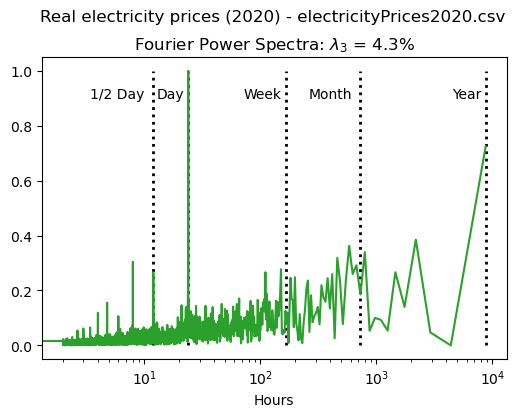 Real electricity prices (2020) - electricityPrices2020.csv
Fourier Power Spectra: λ₃ = 4.3%
1.0
1/2 Day Day Week Month Year
0.8
0.6
0.4
0.2
0.0
10¹ 10² 10³ 10⁴
Hours